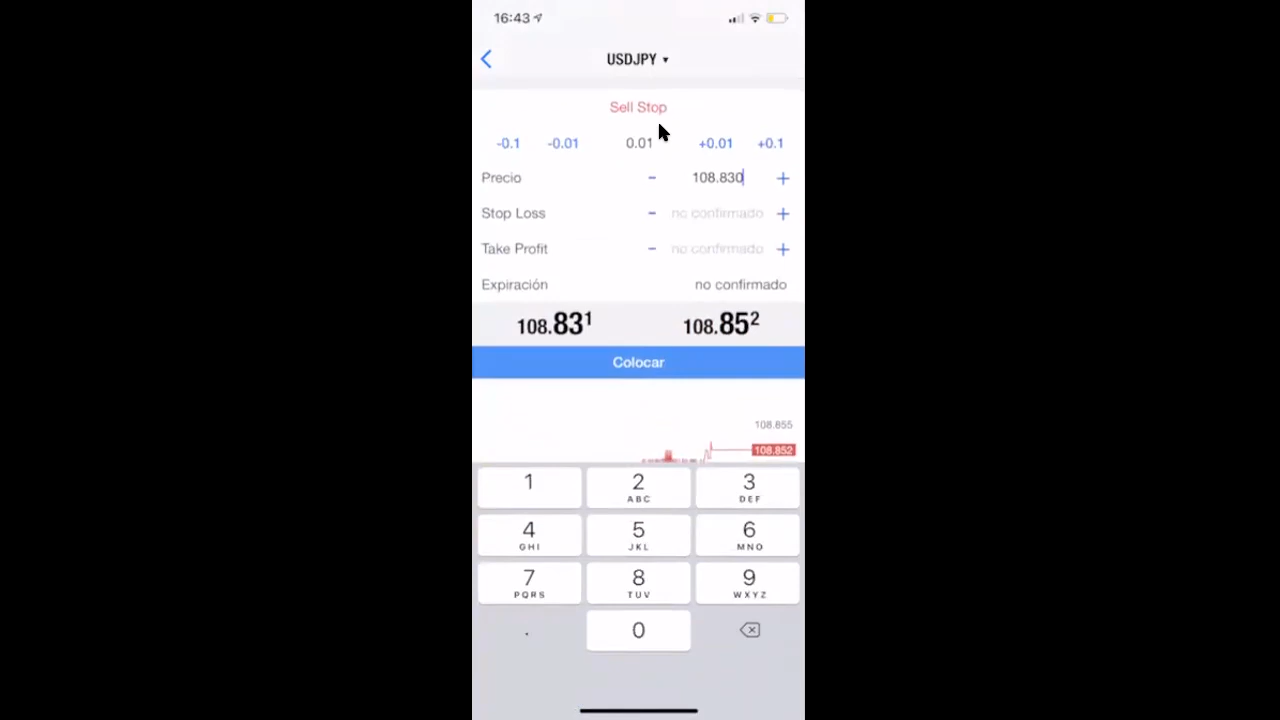 16:43
USDJPY ▾
Sell Stop
-0.1 -0.01 0.01 +0.01 +0.1
Precio - 108.830 +
Stop Loss - no confirmado +
Take Profit - no confirmado +
Expiración no confirmado
108.831 108.852
Colocar
108.855
108.852
1 2 3
ABC DEF
4 5 6
GHI JKL MNO
7 8 9
PQRS TUV WXYZ
. 0